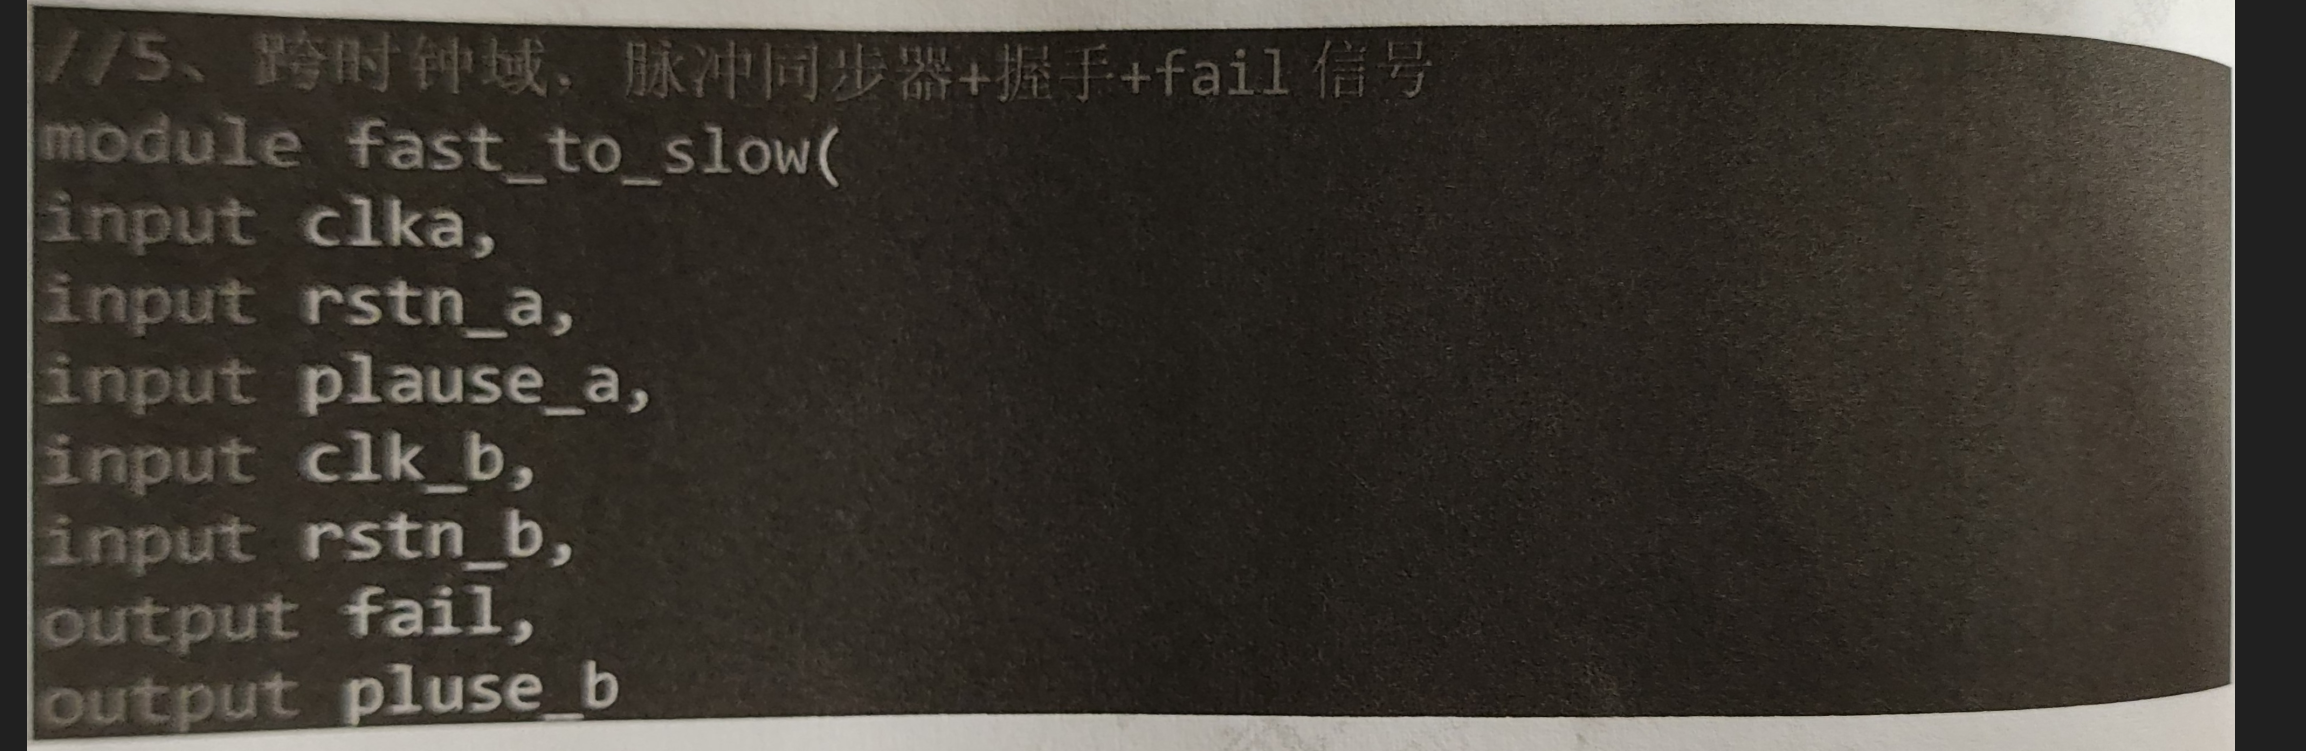 //5、跨时钟域，脉冲同步器+握手+fail 信号
module fast_to_slow(
input clka,
input rstn_a,
input plause_a,
input clk_b,
input rstn_b,
output fail,
output pluse_b